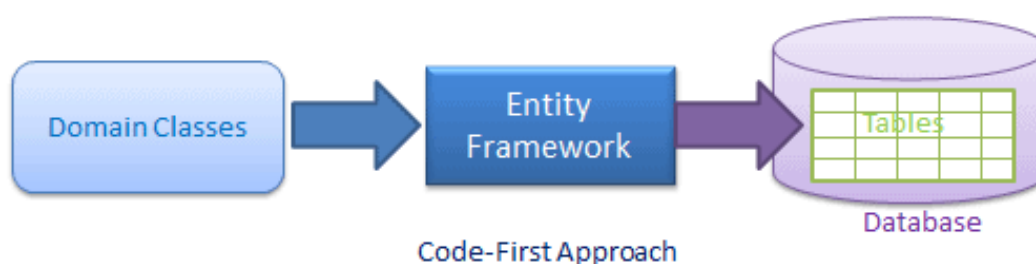 Domain Classes
Entity
Framework
Tables
Database
Code-First Approach